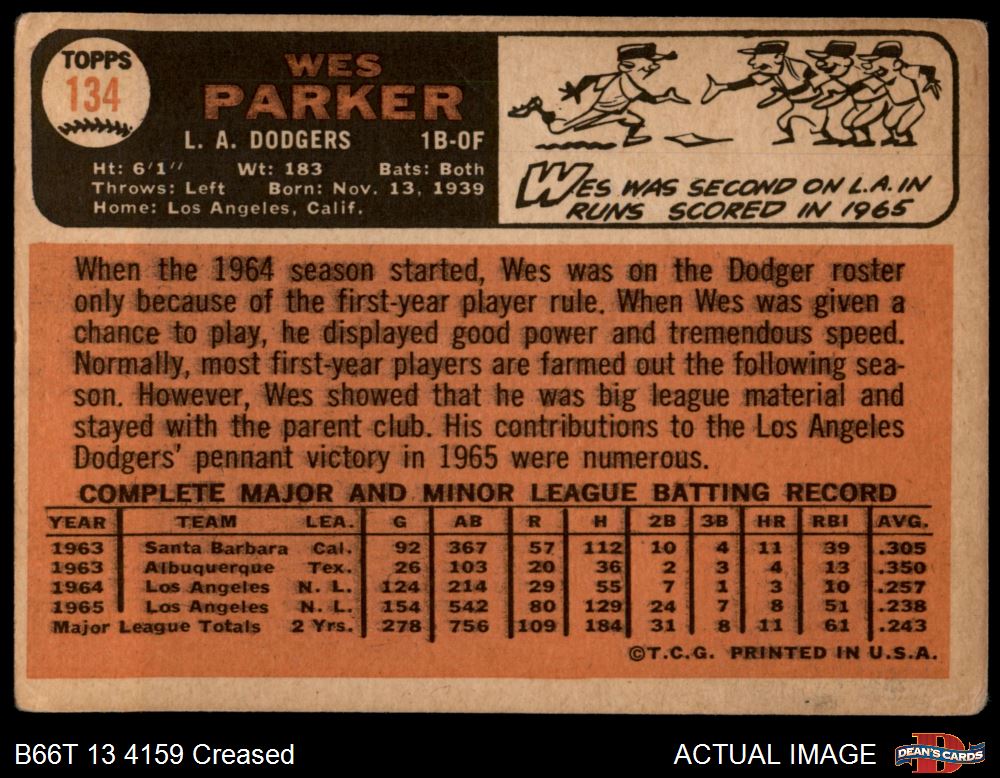 TOPPS
134
WES
PARKER
L. A. DODGERS 1B-OF
Ht: 6'1" Wt: 183 Bats: Both
Throws: Left Born: Nov. 13, 1939
Home: Los Angeles, Calif.
WES WAS SECOND ON L.A. IN
RUNS SCORED IN 1965
When the 1964 season started, Wes was on the Dodger roster
only because of the first-year player rule. When Wes was given a
chance to play, he displayed good power and tremendous speed.
Normally, most first-year players are farmed out the following sea-
son. However, Wes showed that he was big league material and
stayed with the parent club. His contributions to the Los Angeles
Dodgers' pennant victory in 1965 were numerous.
COMPLETE MAJOR AND MINOR LEAGUE BATTING RECORD
YEAR TEAM LEA. G AB R H 2B 3B HR RBI AVG.
1963 Santa Barbara Cal. 92 367 57 112 10 4 11 39 .305
1963 Albuquerque Tex. 26 103 20 36 2 3 4 13 .350
1964 Los Angeles N. L. 124 214 29 55 7 1 3 10 .257
1965 Los Angeles N. L. 154 542 80 129 24 7 8 51 .238
Major League Totals 2 Yrs. 278 756 109 184 31 8 11 61 .243
©T.C.G. PRINTED IN U.S.A.
B66T 13 4159 Creased
ACTUAL IMAGE
DEAN'S CARDS